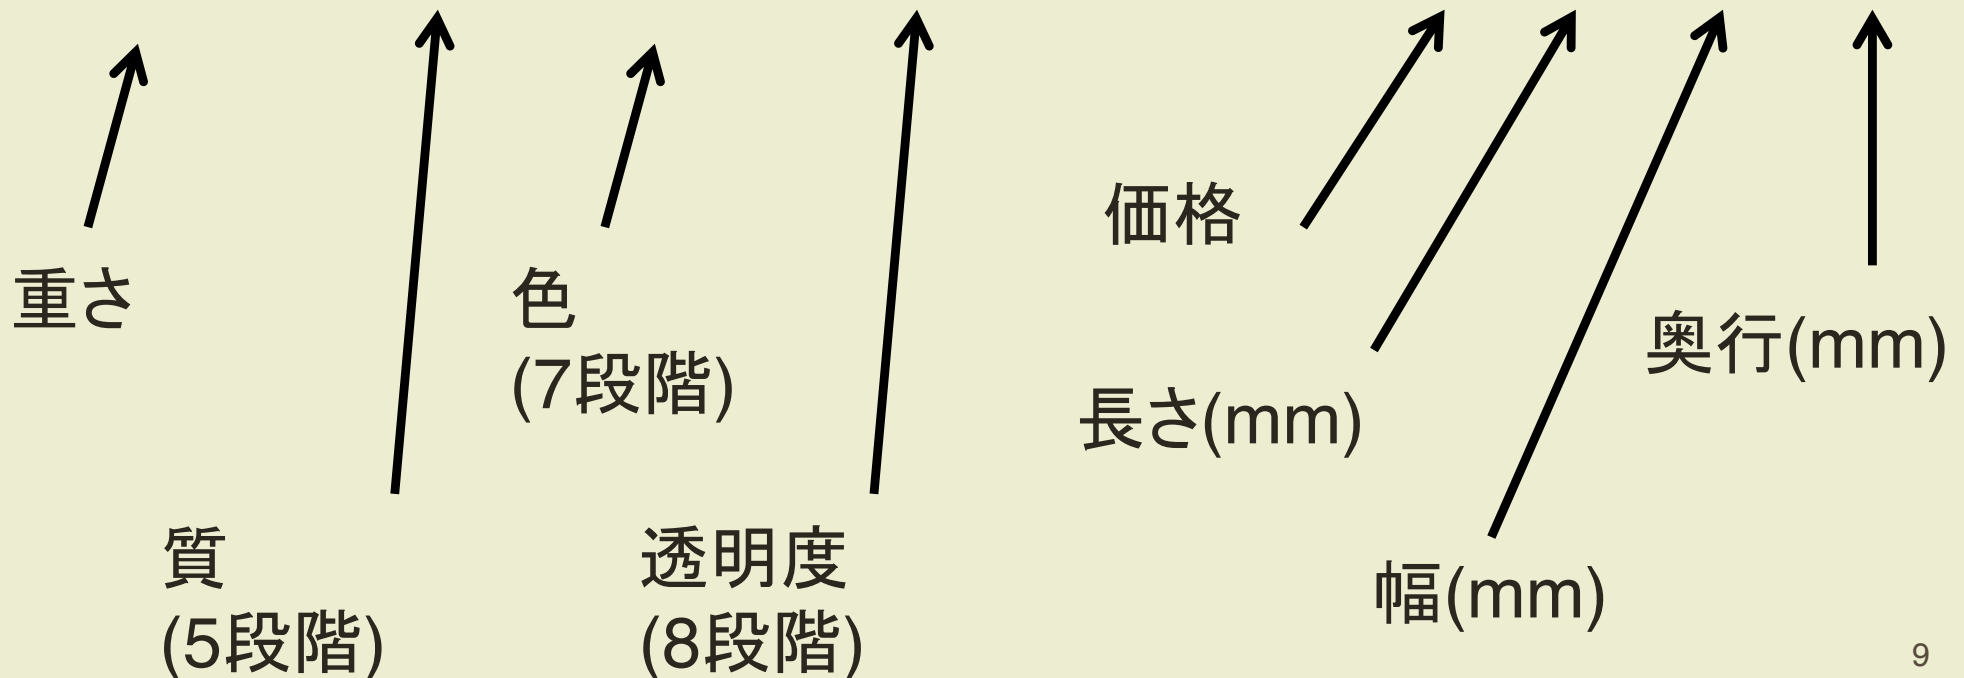 重さ
質
(5段階)
色
(7段階)
透明度
(8段階)
価格
長さ(mm)
幅(mm)
奥行(mm)
9